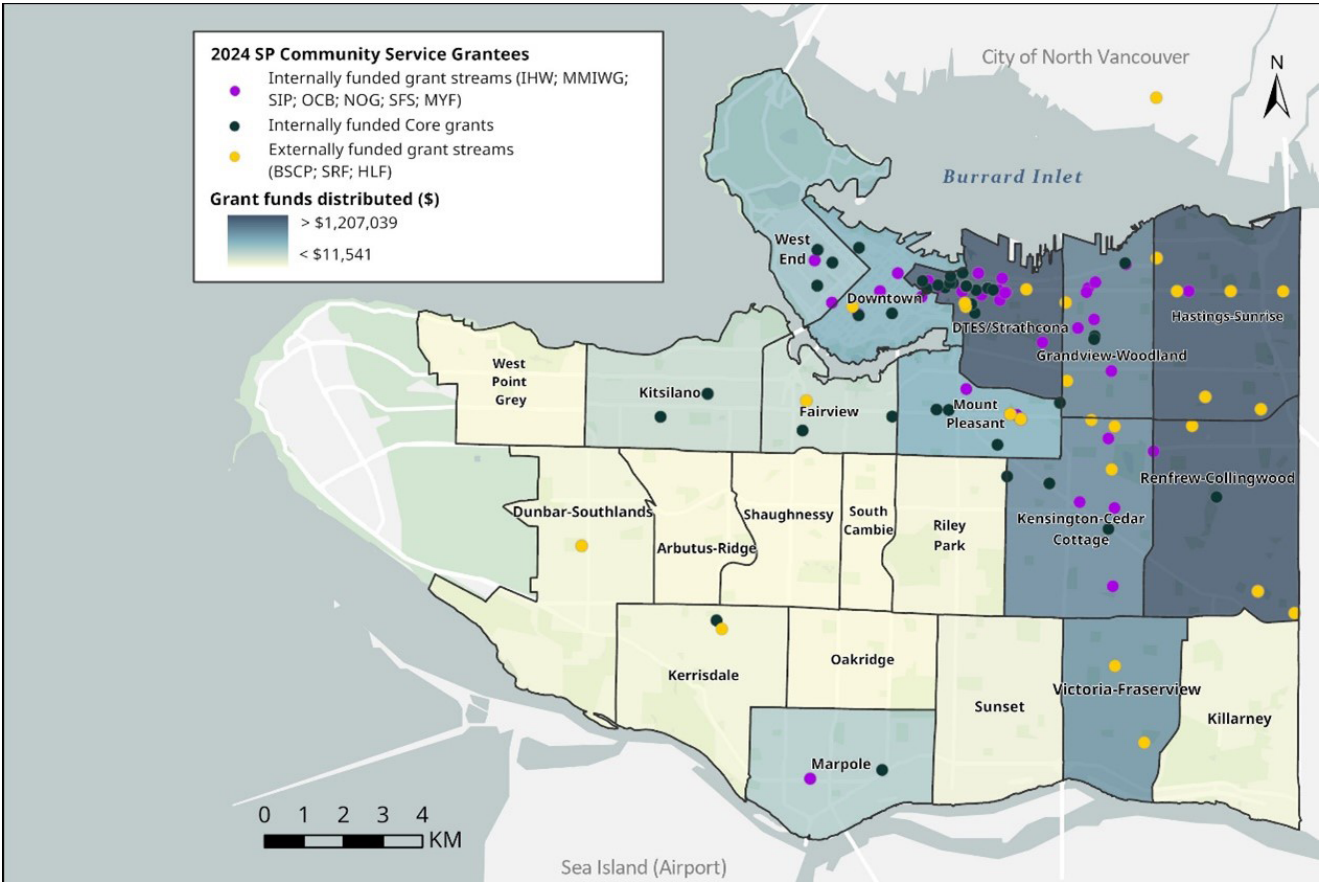 2024 SP Community Service Grantees
Internally funded grant streams (IHW; MMIWG;
SIP; OCB; NOG; SFS; MYF)
Internally funded Core grants
Externally funded grant streams
(BSCP; SRF; HLF)
Grant funds distributed ($)
> $1,207,039
< $11,541
City of North Vancouver
N
Burrard Inlet
West
End
Downtown
DTES/Strathcona
Hastings-Sunrise
Grandview-Woodland
West
Point
Grey
Kitsilano
Fairview
Mount
Pleasant
Renfrew-Collingwood
Dunbar-Southlands
Arbutus-Ridge
Shaughnessy
South
Cambie
Riley
Park
Kensington-Cedar
Cottage
Kerrisdale
Oakridge
Sunset
Victoria-Fraserview
Killarney
Marpole
0 1 2 3 4
KM
Sea Island (Airport)